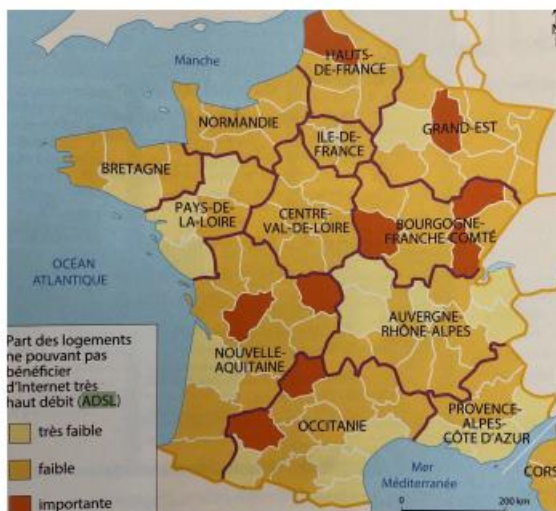 Manche
HAUTS-
DE-FRANCE
NORMANDIE
ILE-DE-
FRANCE
GRAND-EST
BRETAGNE
PAYS-DE-
LA-LOIRE
CENTRE-
VAL-DE-LOIRE
BOURGOGNE-
FRANCHE-COMTÉ
OCÉAN
ATLANTIQUE
AUVERGNE-
RHÔNE-ALPES
NOUVELLE-
AQUITAINE
OCCITANIE
PROVENCE-
ALPES-
CÔTE D'AZUR
Mer
Méditerranée
CORS
0 200 km
Part des logements
ne pouvant pas
bénéficier
d'Internet très
haut débit (ADSL)
très faible
faible
importante